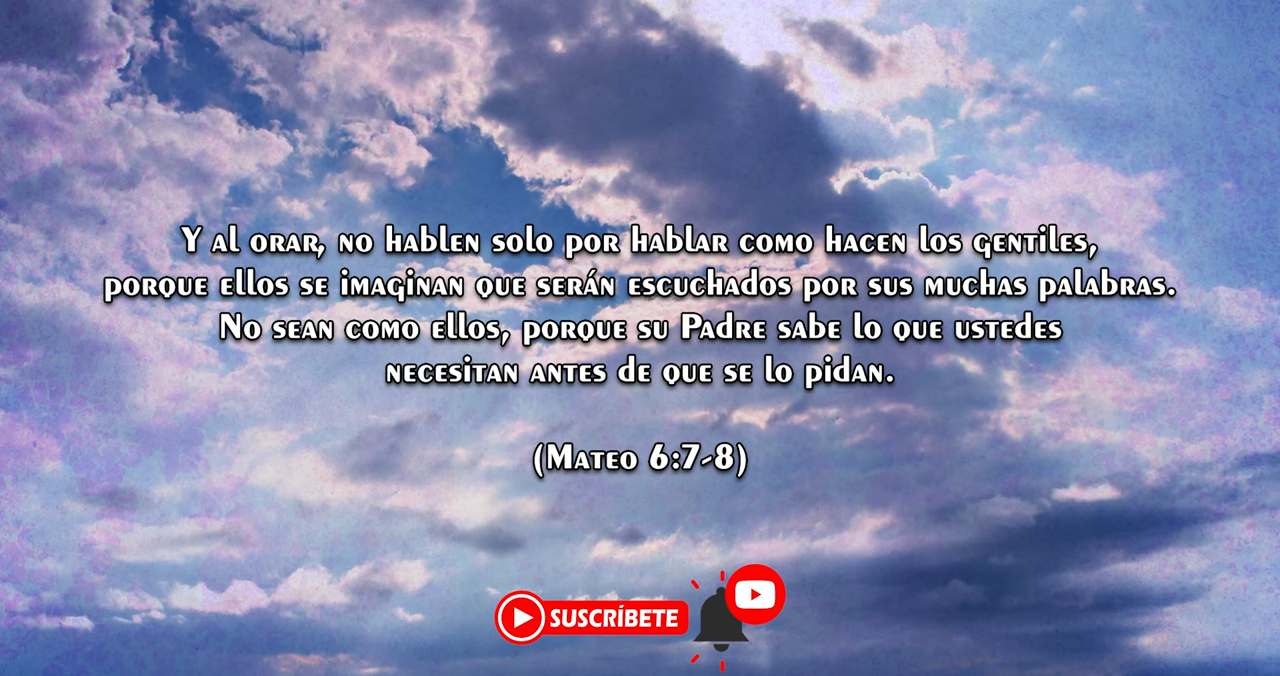 Y al orar, no hablen solo por hablar como hacen los gentiles,
porque ellos se imaginan que serán escuchados por sus muchas palabras.
No sean como ellos, porque su Padre sabe lo que ustedes
necesitan antes de que se lo pidan.
(Mateo 6:7-8)
SUSCRÍBETE